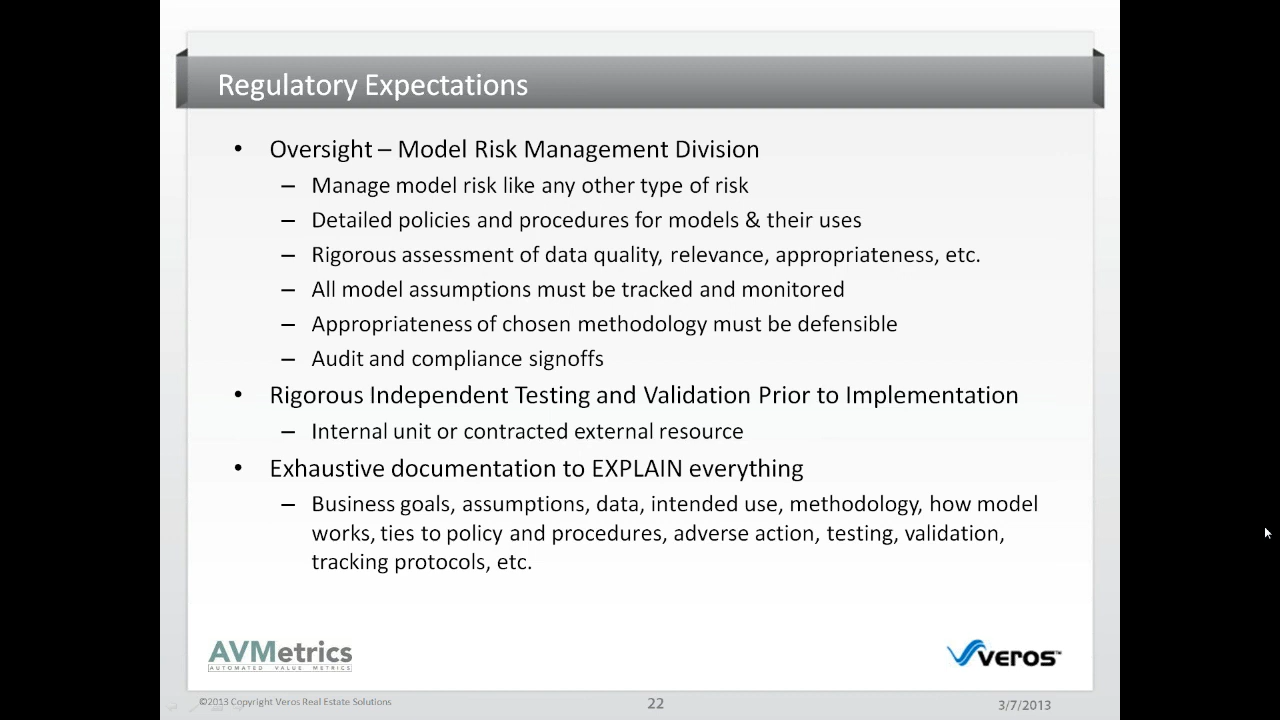 Regulatory Expectations
• Oversight – Model Risk Management Division
– Manage model risk like any other type of risk
– Detailed policies and procedures for models & their uses
– Rigorous assessment of data quality, relevance, appropriateness, etc.
– All model assumptions must be tracked and monitored
– Appropriateness of chosen methodology must be defensible
– Audit and compliance signoffs
• Rigorous Independent Testing and Validation Prior to Implementation
– Internal unit or contracted external resource
• Exhaustive documentation to EXPLAIN everything
– Business goals, assumptions, data, intended use, methodology, how model
works, ties to policy and procedures, adverse action, testing, validation,
tracking protocols, etc.
AVMetrics
AUTOMATED VALUE METRICS
veros™
©2013 Copyright Veros Real Estate Solutions
22
3/7/2013